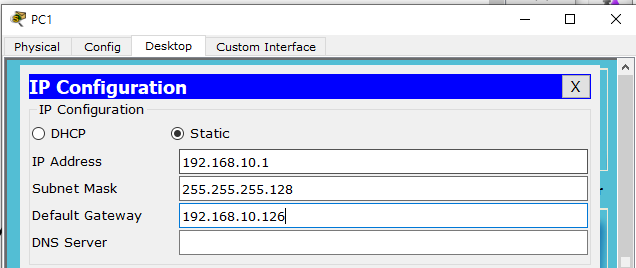 PC1
Physical Config Desktop Custom Interface
IP Configuration X
IP Configuration
DHCP Static
IP Address 192.168.10.1
Subnet Mask 255.255.255.128
Default Gateway 192.168.10.126
DNS Server